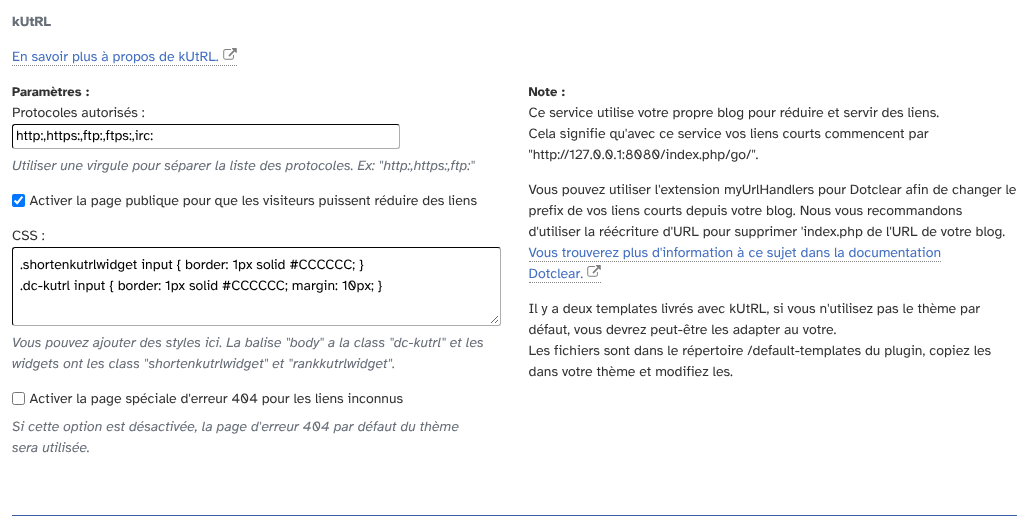 kUtRL
En savoir plus à propos de kUtRL.
Paramètres :
Protocoles autorisés :
http:,https:,ftp:,ftps:,irc:
Utiliser une virgule pour séparer la liste des protocoles. Ex: "http:,https:,ftp:"
Activer la page publique pour que les visiteurs puissent réduire des liens
CSS :
.shortenkutrlwidget input { border: 1px solid #CCCCCC; }
.dc-kutrl input { border: 1px solid #CCCCCC; margin: 10px; }
Vous pouvez ajouter des styles ici. La balise "body" a la class "dc-kutrl" et les
widgets ont les class "shortenkutrlwidget" et "rankkutrlwidget".
Activer la page spéciale d'erreur 404 pour les liens inconnus
Si cette option est désactivée, la page d'erreur 404 par défaut du thème
sera utilisée.
Note :
Ce service utilise votre propre blog pour réduire et servir des liens.
Cela signifie qu'avec ce service vos liens courts commencent par
"http://127.0.0.1:8080/index.php/go/".
Vous pouvez utiliser l'extension myUrlHandlers pour Dotclear afin de changer le
prefix de vos liens courts depuis votre blog. Nous vous recommandons
d'utiliser la réécriture d'URL pour supprimer 'index.php de l'URL de votre blog.
Vous trouverez plus d'information à ce sujet dans la documentation
Dotclear.
Il y a deux templates livrés avec kUtRL, si vous n'utilisez pas le thème par
défaut, vous devrez peut-être les adapter au votre.
Les fichiers sont dans le répertoire /default-templates du plugin, copiez les
dans votre thème et modifiez les.